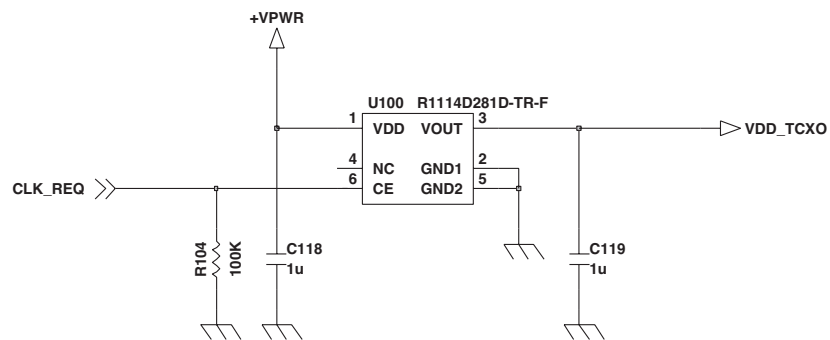 +VPWR
U100 R1114D281D-TR-F
1 VDD VOUT 3
VDD_TCXO
4 NC GND1 2
6 CE GND2 5
CLK_REQ
R104
100K
C118
1u
C119
1u